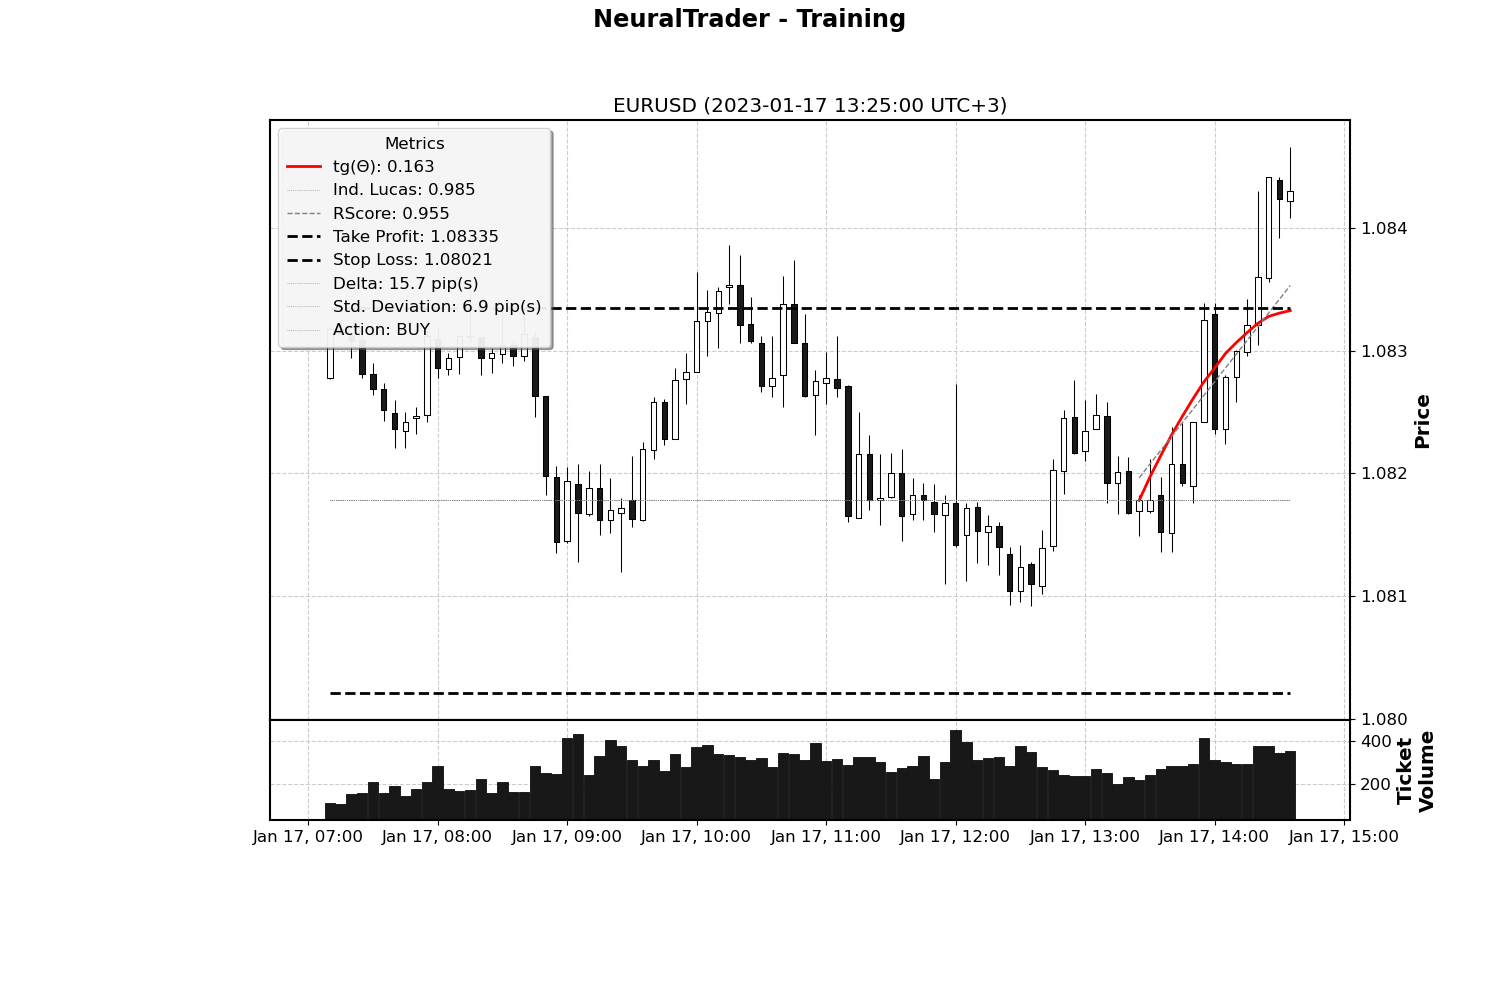 NeuralTrader - Training
EURUSD (2023-01-17 13:25:00 UTC+3)
Metrics
tg(Θ): 0.163
Ind. Lucas: 0.985
RScore: 0.955
Take Profit: 1.08335
Stop Loss: 1.08021
Delta: 15.7 pip(s)
Std. Deviation: 6.9 pip(s)
Action: BUY
1.084
1.083
1.082
1.081
1.080
Price
400
200
Ticket
Volume
Jan 17, 07:00
Jan 17, 08:00
Jan 17, 09:00
Jan 17, 10:00
Jan 17, 11:00
Jan 17, 12:00
Jan 17, 13:00
Jan 17, 14:00
Jan 17, 15:00